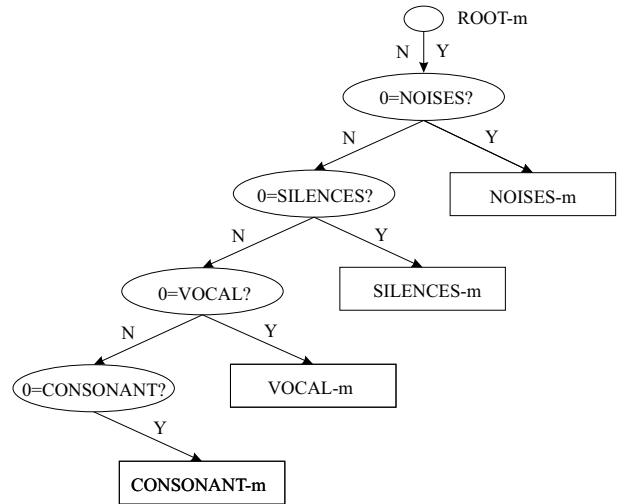 ROOT-m
N Y
0=NOISES?
N Y
0=SILENCES? NOISES-m
N Y
0=VOCAL? SILENCES-m
N Y
0=CONSONANT? VOCAL-m
Y
CONSONANT-m